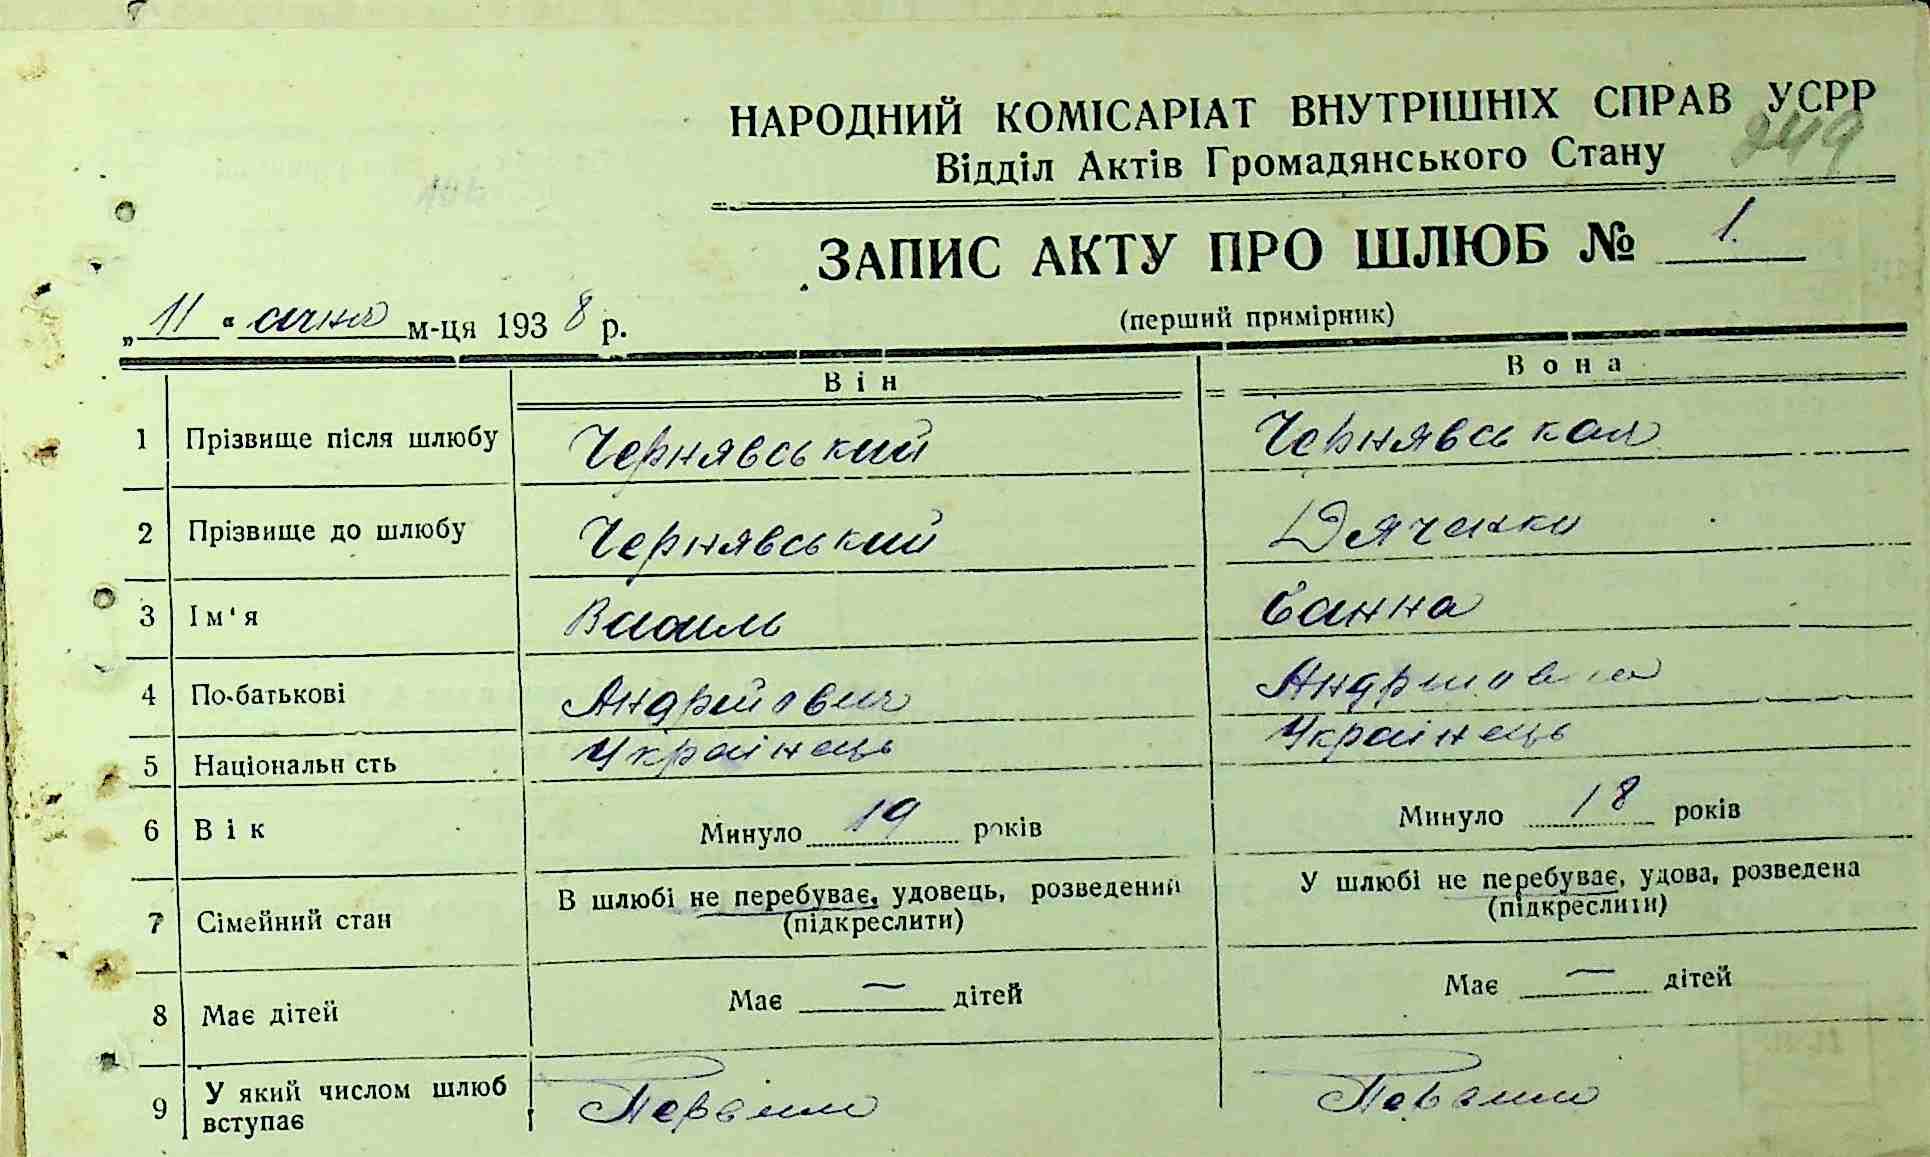 НАРОДНИЙ КОМІСАРІАТ ВНУТРІШНІХ СПРАВ УСРР
249
Відділ Актів Громадянського Стану
ЗАПИС АКТУ ПРО ШЛЮБ № 1.
„11“ січня м-ця 1938 р.
(перший примірник)
Він Вона
1 Прізвище після шлюбу Чернявський Чернявськая
2 Прізвище до шлюбу Чернявський Дяченко
3 Ім'я Василь Ганна
4 По-батькові Андрійович Андріївна
5 Національн сть Українець Українець
6 Вік Минуло 19 років Минуло 18 років
7 Сімейний стан В шлюбі не перебуває, удовець, розведений У шлюбі не перебуває, удова, розведена
(підкреслити) (підкреслити)
8 Має дітей Має — дітей Має — дітей
9 У який числом шлюб
вступає Первший Первший